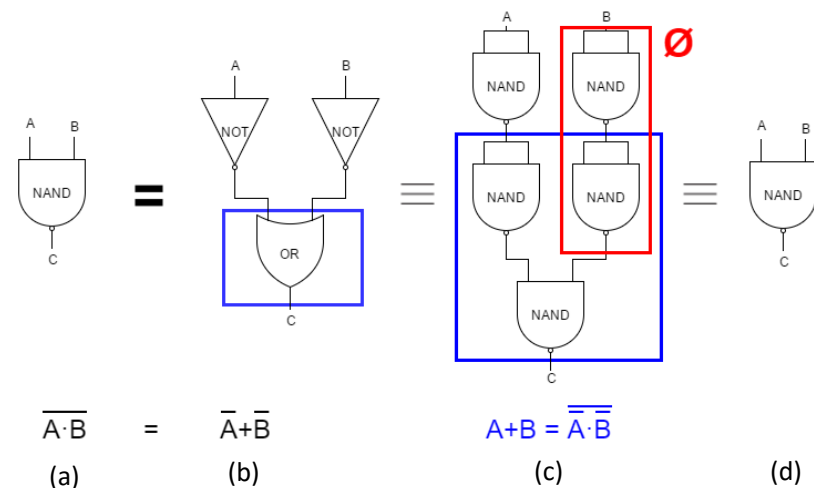 A B
NAND
C
=
A B
NOT NOT
OR
C
≡
A B
Ø
NAND NAND
NAND NAND
NAND
C
≡
A B
NAND
C
A̅·̅B̅ = A̅+B̅
A+B = A̿·̅B̿
(a) (b) (c) (d)